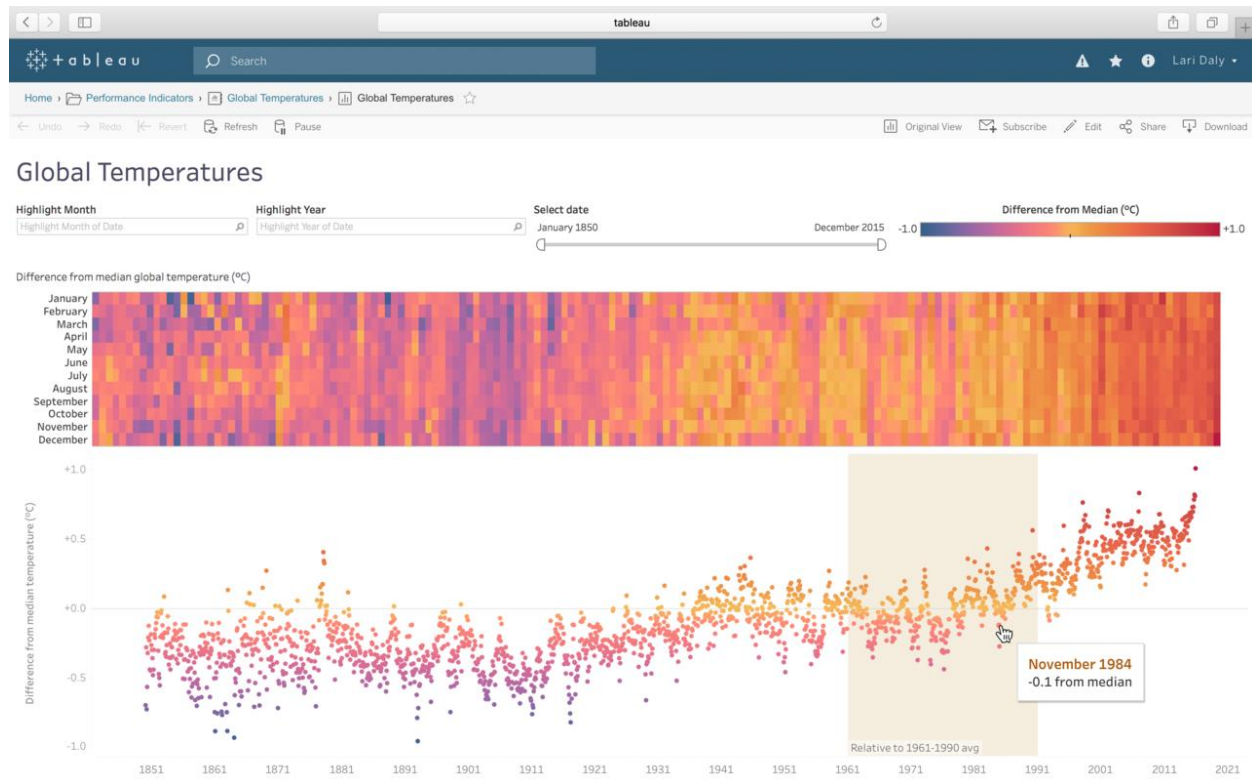 tableau
+ a b l e a u
Search
Lari Daly
Home › Performance Indicators › Global Temperatures › Global Temperatures
Undo Redo Revert Refresh Pause Original View Subscribe Edit Share Download
Global Temperatures
Highlight Month Highlight Year Select date Difference from Median (ºC)
Highlight Month of Date Highlight Year of Date January 1850 December 2015 -1.0 +1.0
Difference from median global temperature (ºC)
January
February
March
April
May
June
July
August
September
October
November
December
Difference from median temperature (ºC)
+1.0
+0.5
+0.0
-0.5
-1.0
November 1984
-0.1 from median
Relative to 1961-1990 avg
1851 1861 1871 1881 1891 1901 1911 1921 1931 1941 1951 1961 1971 1981 1991 2001 2011 2021